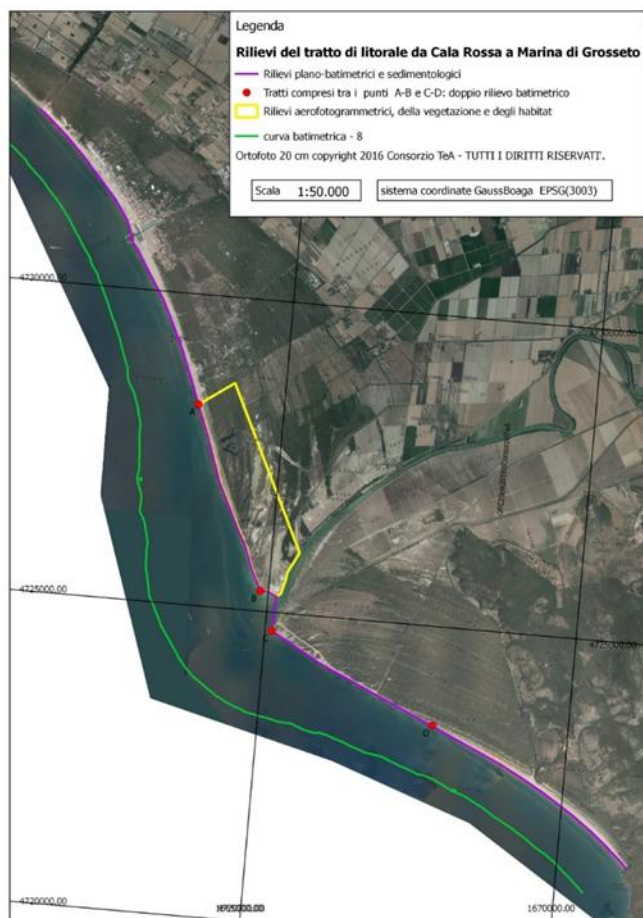 Legenda
Rilievi del tratto di litorale da Cala Rossa a Marina di Grosseto
Rilievi plano-batimetrici e sedimentologici
Tratti compresi tra i punti A-B e C-D: doppio rilievo batimetrico
Rilievi aerofotogrammetrici, della vegetazione e degli habitat
curva batimetrica - 8
Ortofoto 20 cm copyright 2016 Consorzio TeA - TUTTI I DIRITTI RISERVATI.
Scala 1:50.000 sistema coordinate GaussBoaga EPSG(3003)
4730000.00
A
4725000.00
B
C
4725000.00
D
4720000.00
1670000.00